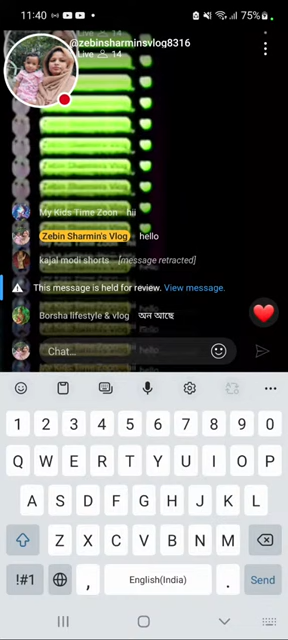 11:40 75%
@zebinsharminsvlog8316
Live 14
My Kids Time Zoon hii
Zebin Sharmin's Vlog hello
kajal modi shorts [message retracted]
This message is held for review. View message.
Borsha lifestyle & vlog অন আছে
Chat...
1 2 3 4 5 6 7 8 9 0
Q W E R T Y U I O P
A S D F G H J K L
Z X C V B N M
!#1 , English(India) . Send